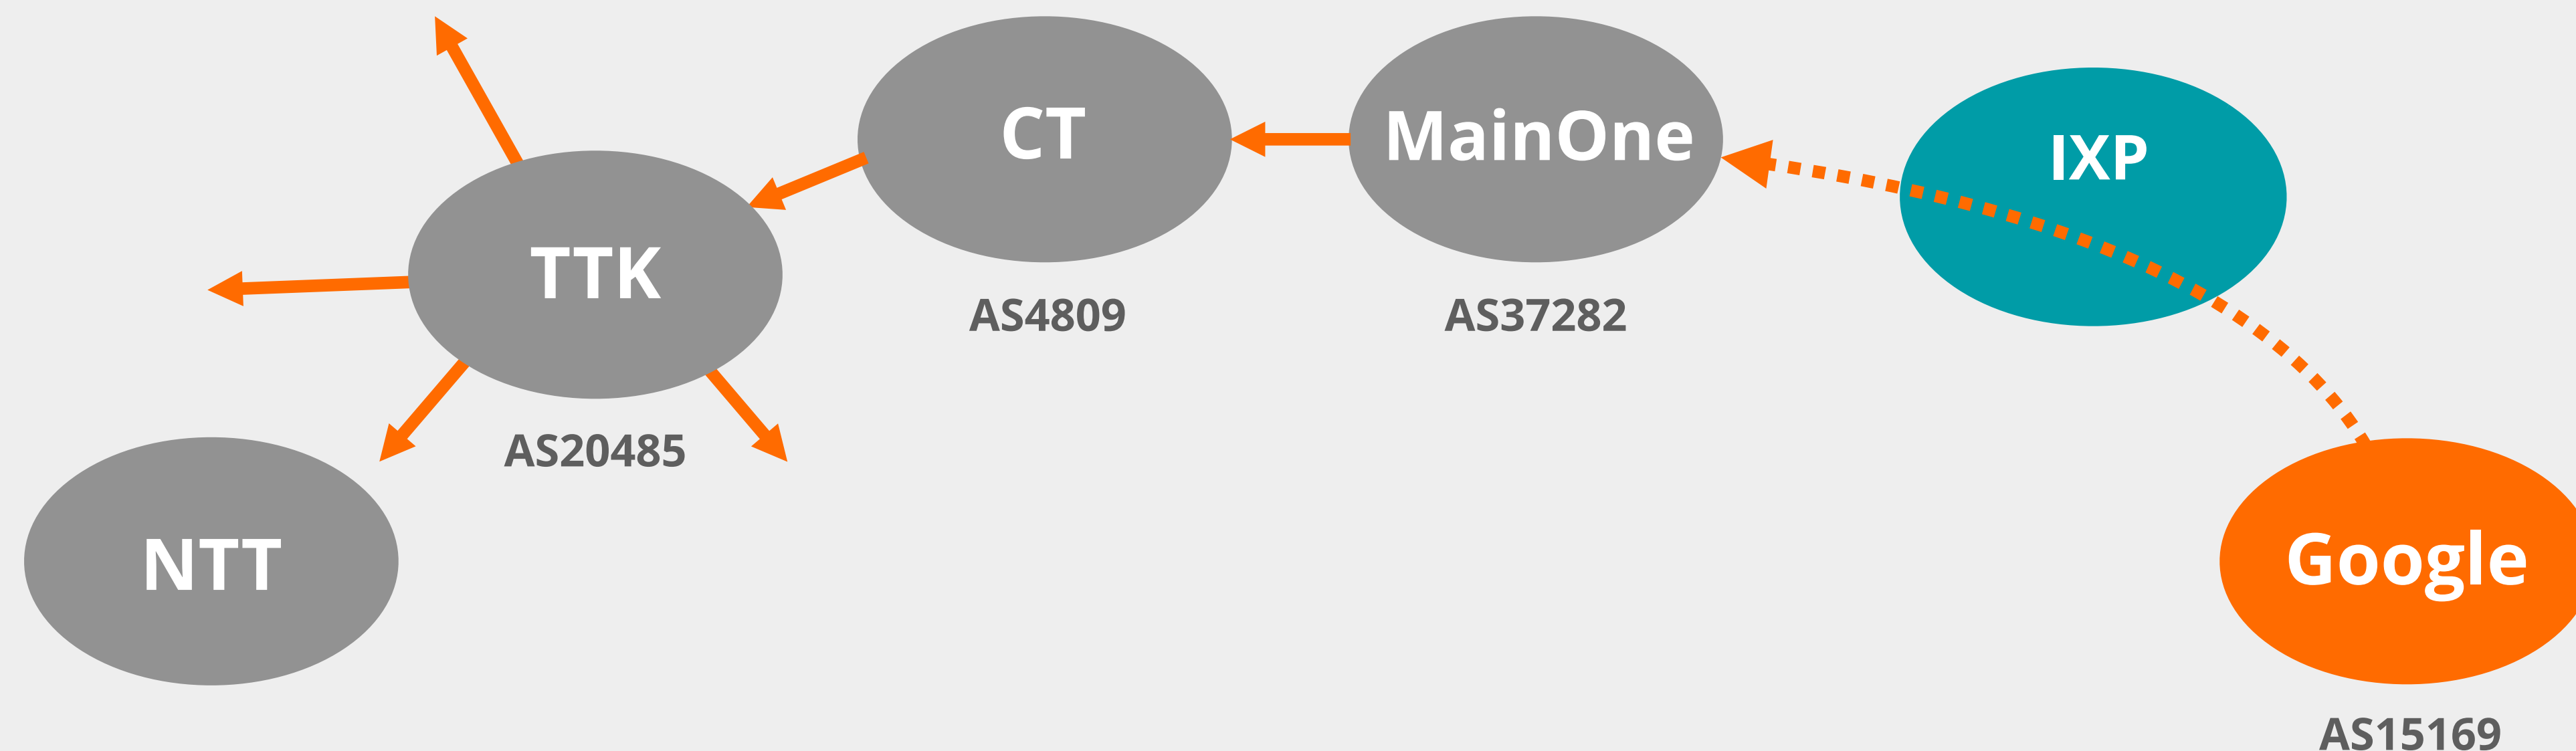 CT
MainOne
IXP
TTK
AS4809
AS37282
AS20485
NTT
Google
AS15169